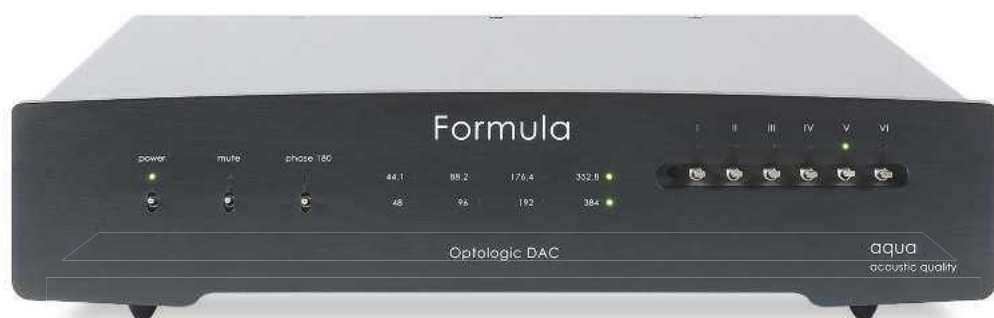 Formula
I II III IV V VI
power mute phase 180
44.1 88.2 176.4 352.8
48 96 192 384
Optologic DAC
aqua
acoustic quality